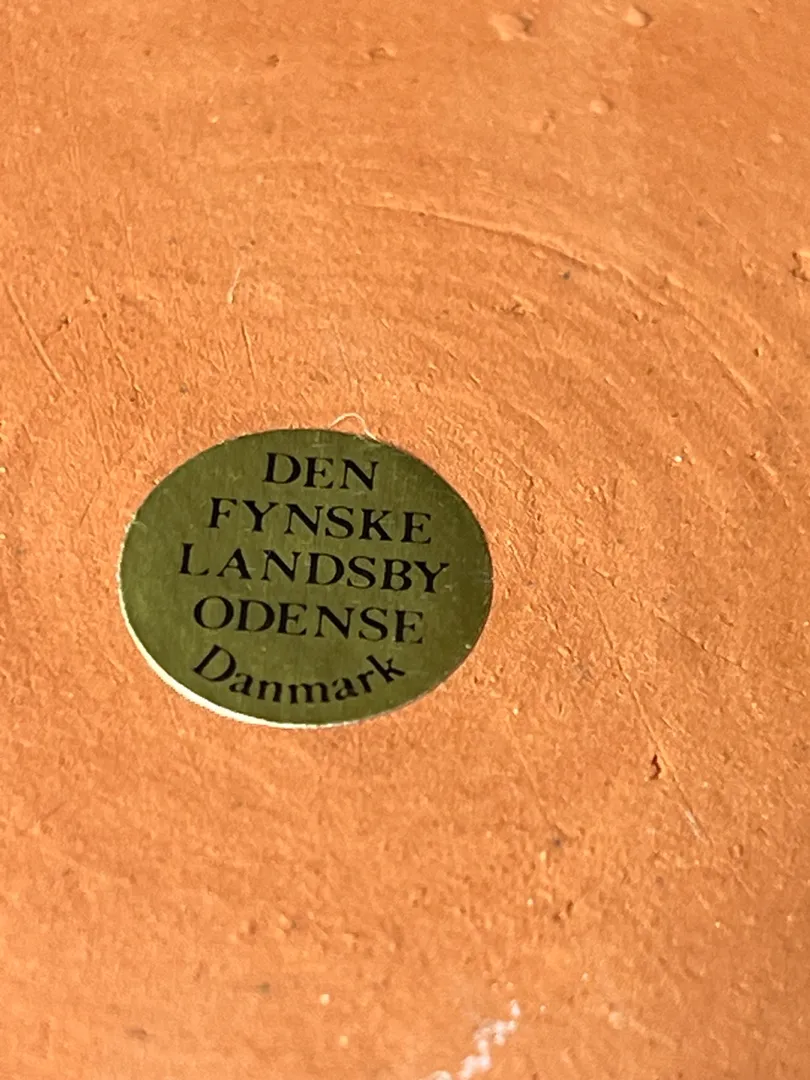 DEN
FYNSKE
LANDSBY
ODENSE
Danmark